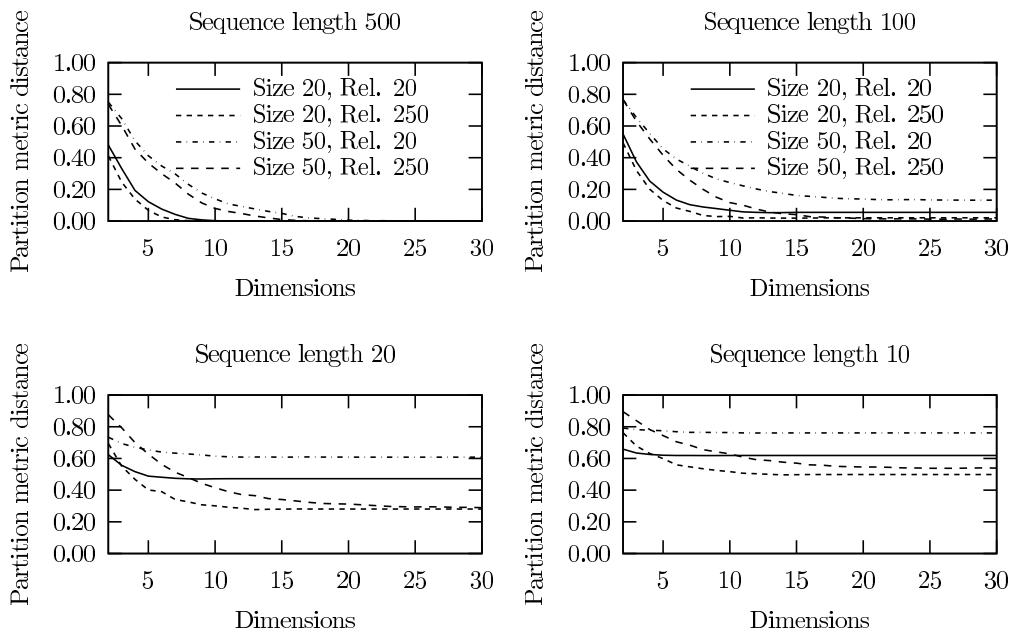 Sequence length 500
Partition metric distance
1.00
0.80
0.60
0.40
0.20
0.00
Size 20, Rel. 20
Size 20, Rel. 250
Size 50, Rel. 20
Size 50, Rel. 250
5 10 15 20 25 30
Dimensions
Sequence length 100
Partition metric distance
1.00
0.80
0.60
0.40
0.20
0.00
Size 20, Rel. 20
Size 20, Rel. 250
Size 50, Rel. 20
Size 50, Rel. 250
5 10 15 20 25 30
Dimensions
Sequence length 20
Partition metric distance
1.00
0.80
0.60
0.40
0.20
0.00
5 10 15 20 25 30
Dimensions
Sequence length 10
Partition metric distance
1.00
0.80
0.60
0.40
0.20
0.00
5 10 15 20 25 30
Dimensions